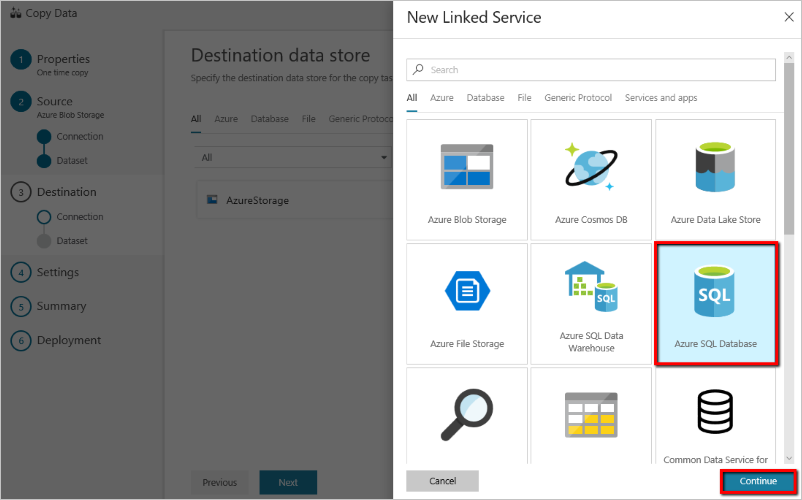 Copy Data
1
Properties
One time copy
2
Source
Azure Blob Storage
Connection
Dataset
3
Destination
Connection
Dataset
4
Settings
5
Summary
6
Deployment
Destination data store
Specify the destination data store for the copy tas
All Azure Database File Generic Protoco
All
AzureStorage
Previous Next
New Linked Service
Search
All Azure Database File Generic Protocol Services and apps
Azure Blob Storage
Azure Cosmos DB
Azure Data Lake Store
Azure File Storage
SQL
Azure SQL Data
Warehouse
SQL
Azure SQL Database
Common Data Service for
Cancel Continue